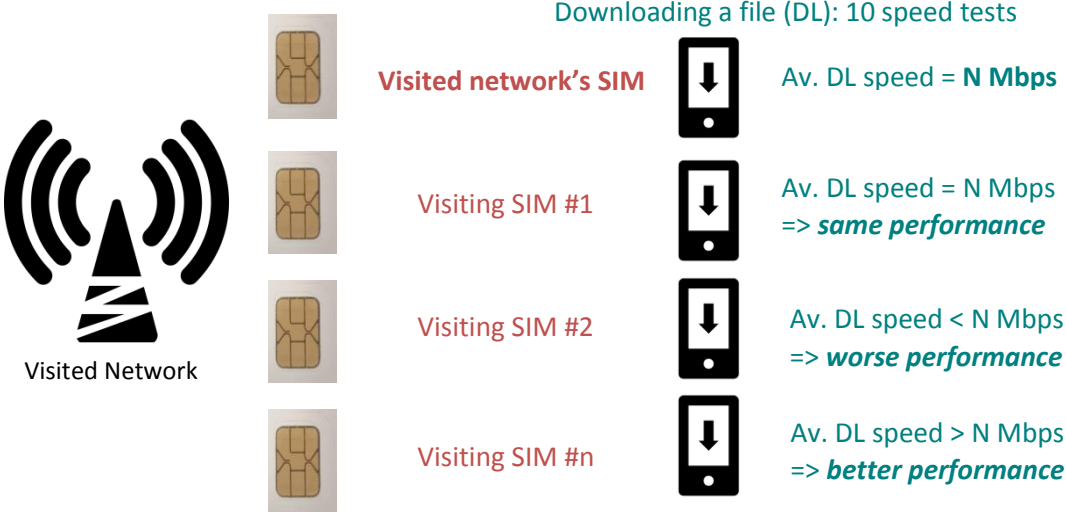 Downloading a file (DL): 10 speed tests
Visited network's SIM
Av. DL speed = N Mbps
Visiting SIM #1
Av. DL speed = N Mbps
=> same performance
Visiting SIM #2
Av. DL speed < N Mbps
=> worse performance
Visited Network
Visiting SIM #n
Av. DL speed > N Mbps
=> better performance